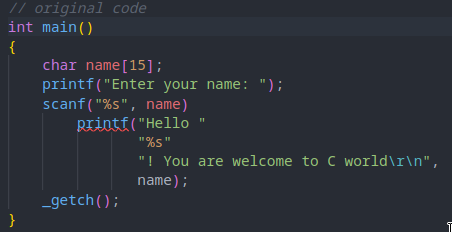 // original code
int main()
{
    char name[15];
    printf("Enter your name: ");
    scanf("%s", name)
        printf("Hello "
               "%s"
               "! You are welcome to C world\r\n",
               name);
    _getch();
}